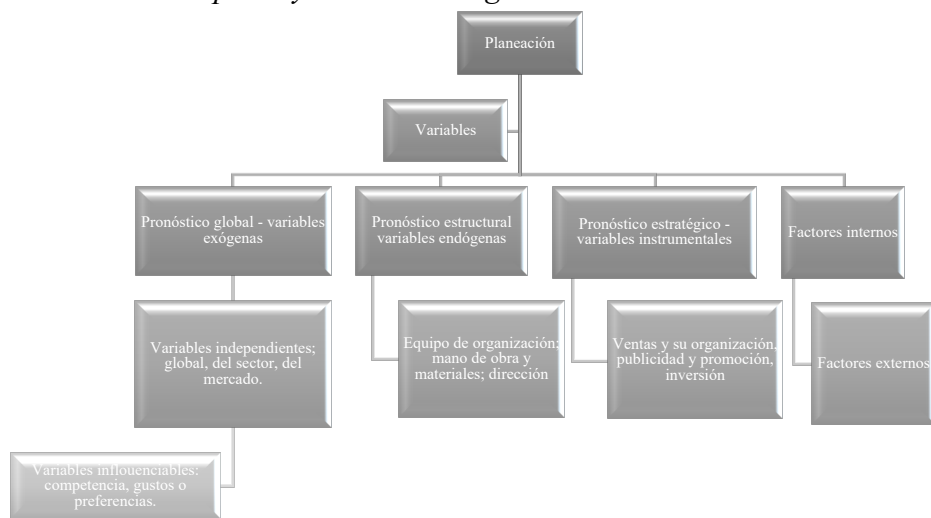 Planeación
Variables
Pronóstico global - variables
exógenas
Pronóstico estructural
variables endógenas
Pronóstico estratégico -
variables instrumentales
Factores internos
Variables independientes;
global, del sector, del
mercado.
Equipo de organización;
mano de obra y
materiales; dirección
Ventas y su organización,
publicidad y promoción,
inversión
Factores externos
Variables inflouenciables:
competencia, gustos o
preferencias.